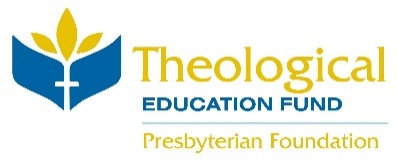 Theological
EDUCATION FUND
Presbyterian Foundation